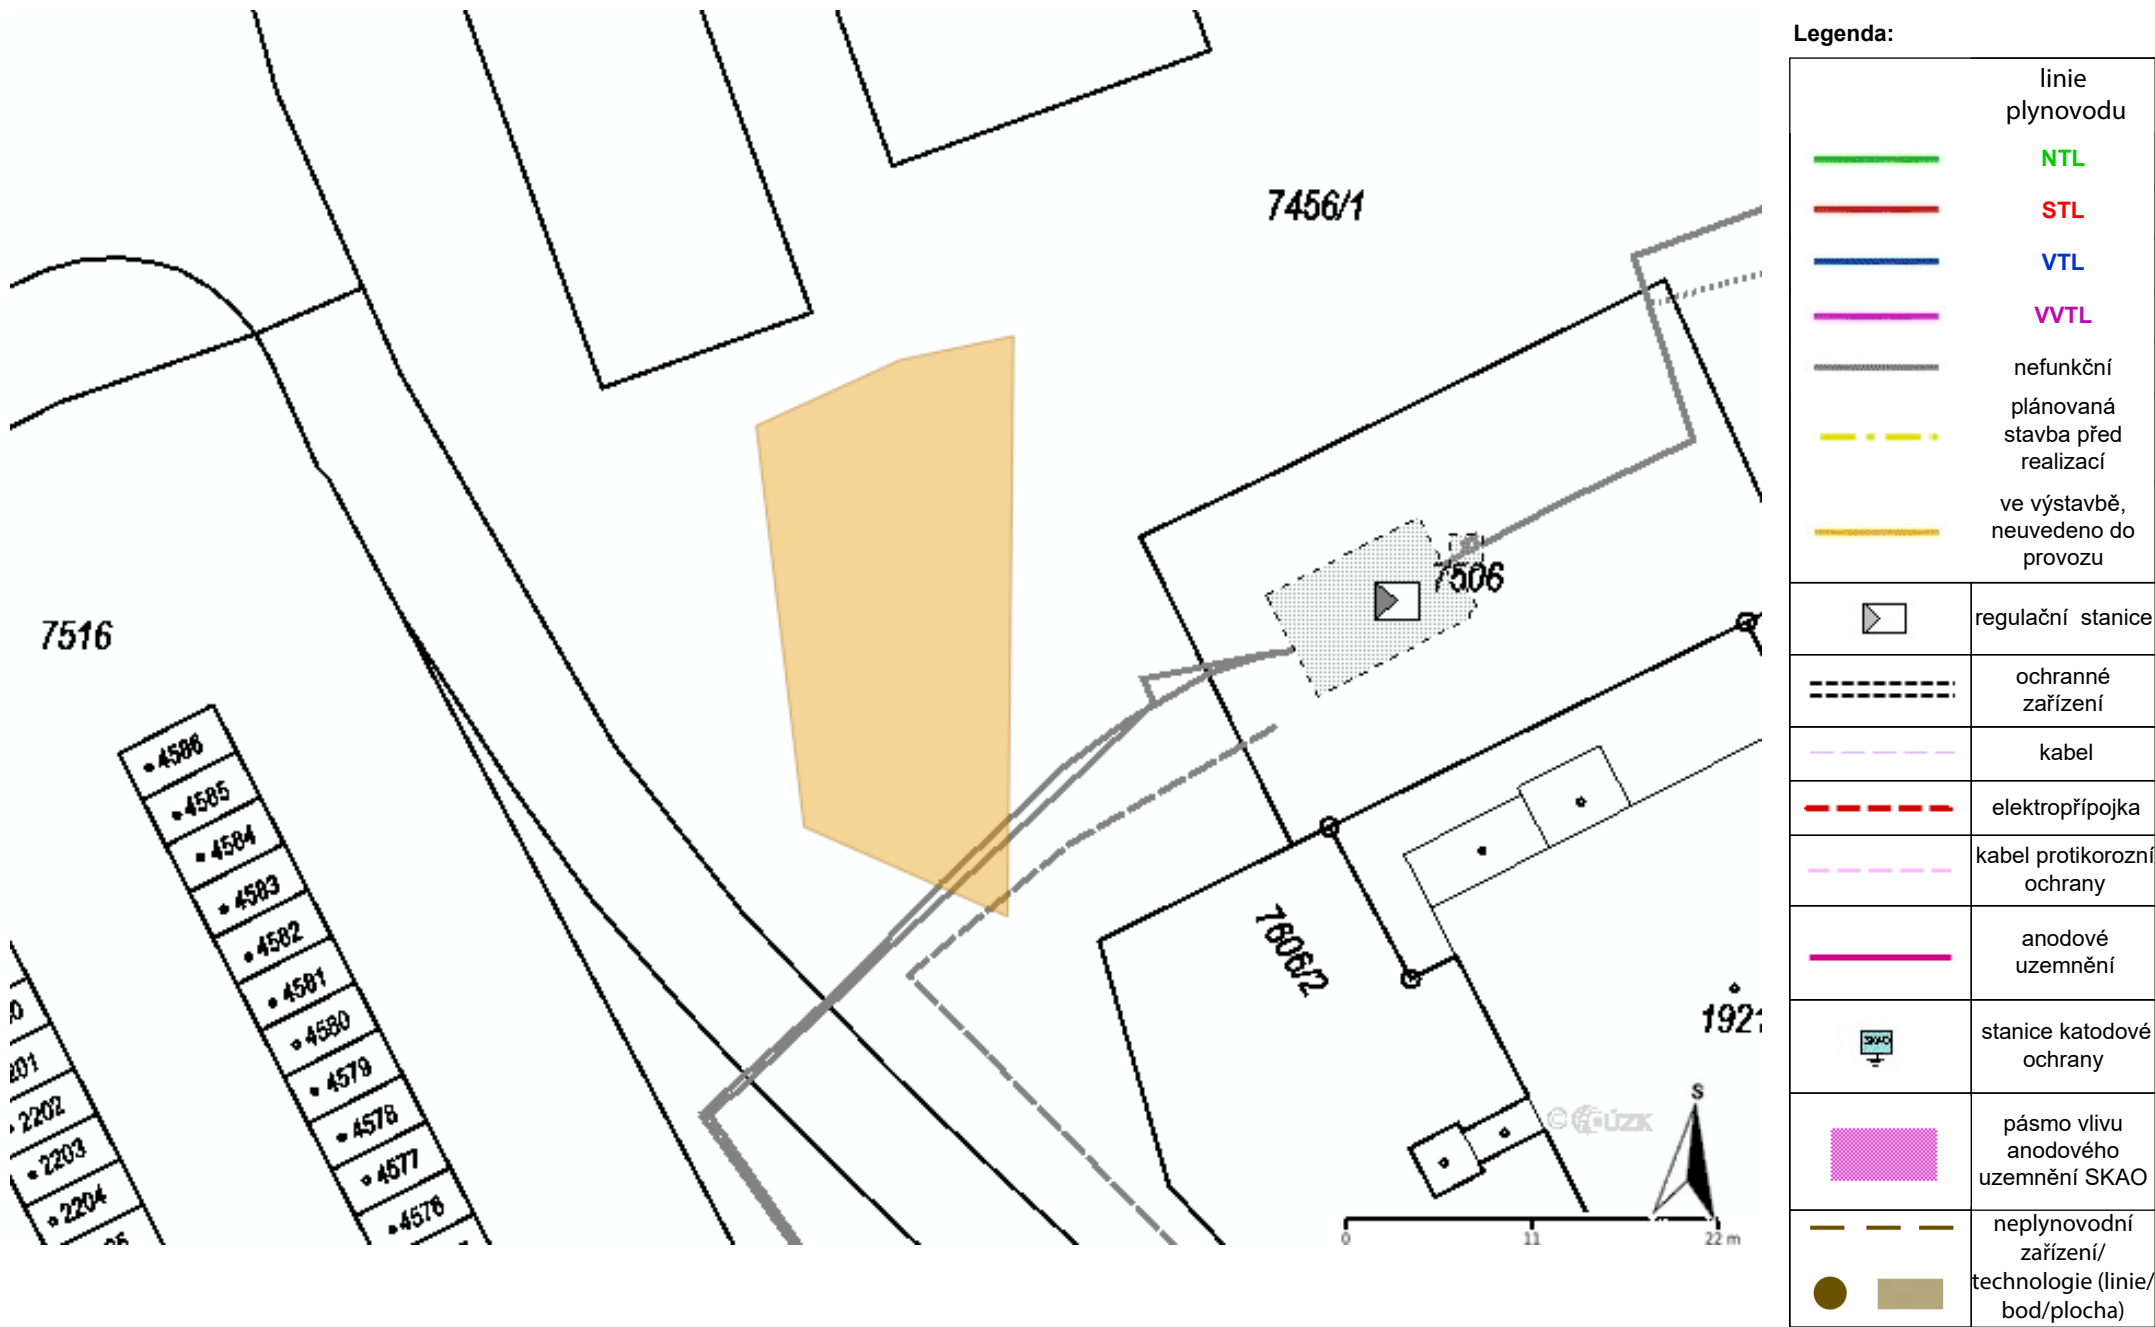 Legenda:
linie
plynovodu
NTL
STL
VTL
VVTL
nefunkční
plánovaná
stavba před
realizací
ve výstavbě,
neuvedeno do
provozu
regulační stanice
ochranné
zařízení
kabel
elektropřípojka
kabel protikorozní
ochrany
anodové
uzemnění
SKAO
stanice katodové
ochrany
pásmo vlivu
anodového
uzemnění SKAO
neplynovodní
zařízení/
technologie (linie/
bod/plocha)
7456/1
7506
7516
7606/2
4586
4585
4584
4583
4582
4581
4580
4579
4578
4577
4576
2202
2203
2204
S
0 11 22 m
© ČÚZK